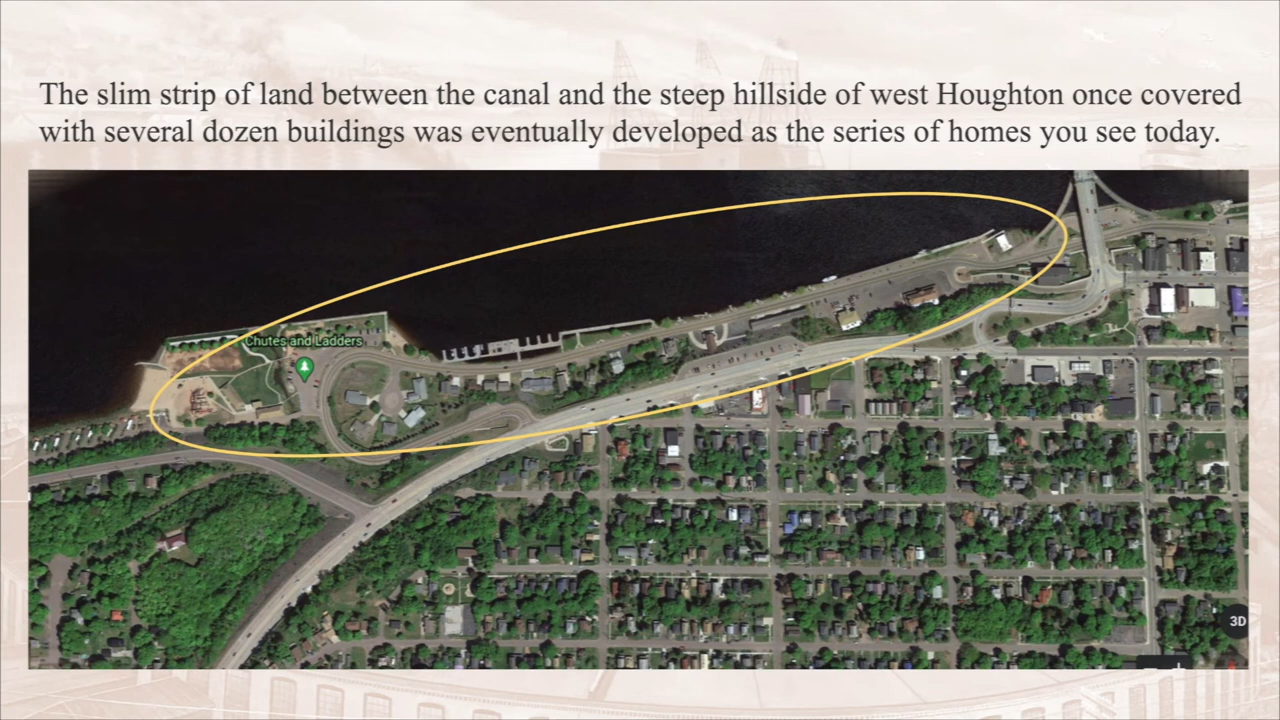 The slim strip of land between the canal and the steep hillside of west Houghton once covered
with several dozen buildings was eventually developed as the series of homes you see today.
Chutes and Ladders
3D